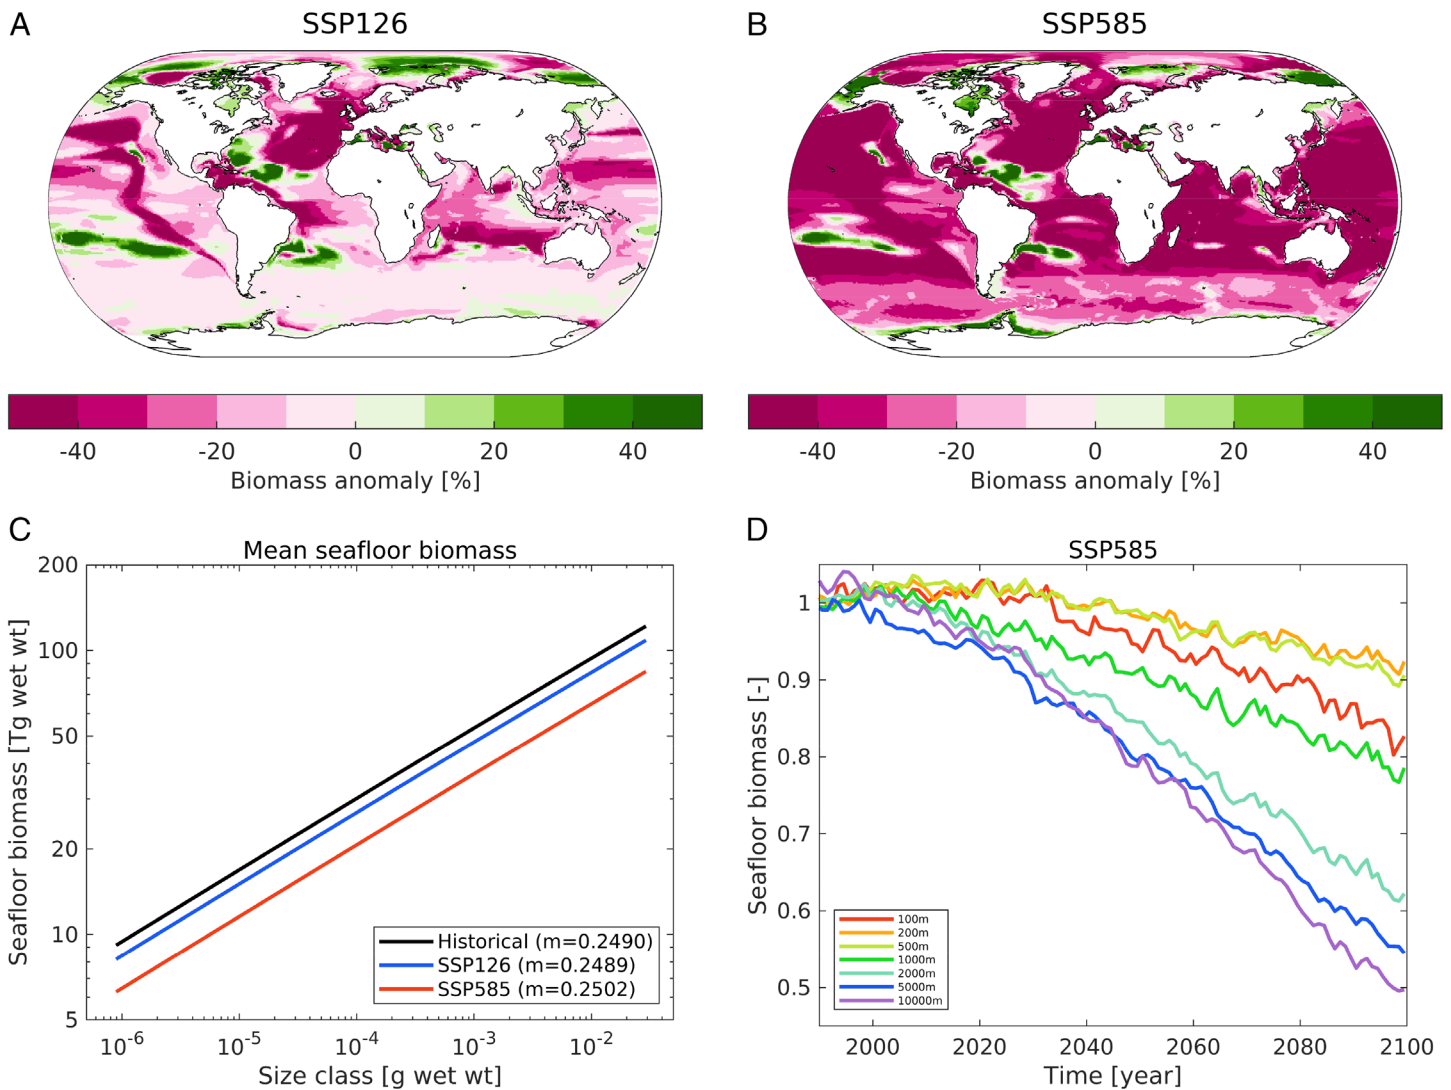 A
SSP126
B
SSP585
-40 -20 0 20 40
Biomass anomaly [%]
-40 -20 0 20 40
Biomass anomaly [%]
C
Mean seafloor biomass
200
100
50
20
10
5
Seafloor biomass [Tg wet wt]
Historical (m=0.2490)
SSP126 (m=0.2489)
SSP585 (m=0.2502)
10-6 10-5 10-4 10-3 10-2
Size class [g wet wt]
D
SSP585
1
0.9
0.8
0.7
0.6
0.5
Seafloor biomass [-]
100m
200m
500m
1000m
2000m
5000m
10000m
2000 2020 2040 2060 2080 2100
Time [year]